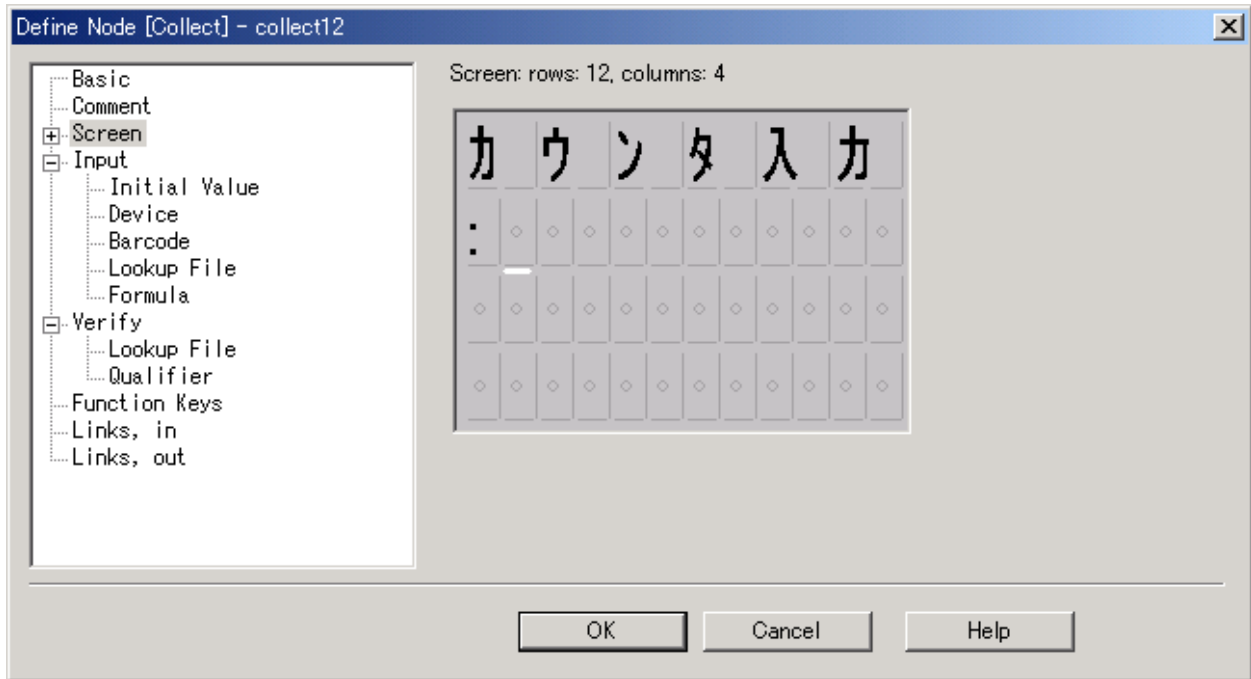 Define Node [Collect] - collect12
Basic
Comment
Screen
Input
Initial Value
Device
Barcode
Lookup File
Formula
Verify
Lookup File
Qualifier
Function Keys
Links, in
Links, out
Screen: rows: 12, columns: 4
カウンタ入力
:
OK
Cancel
Help